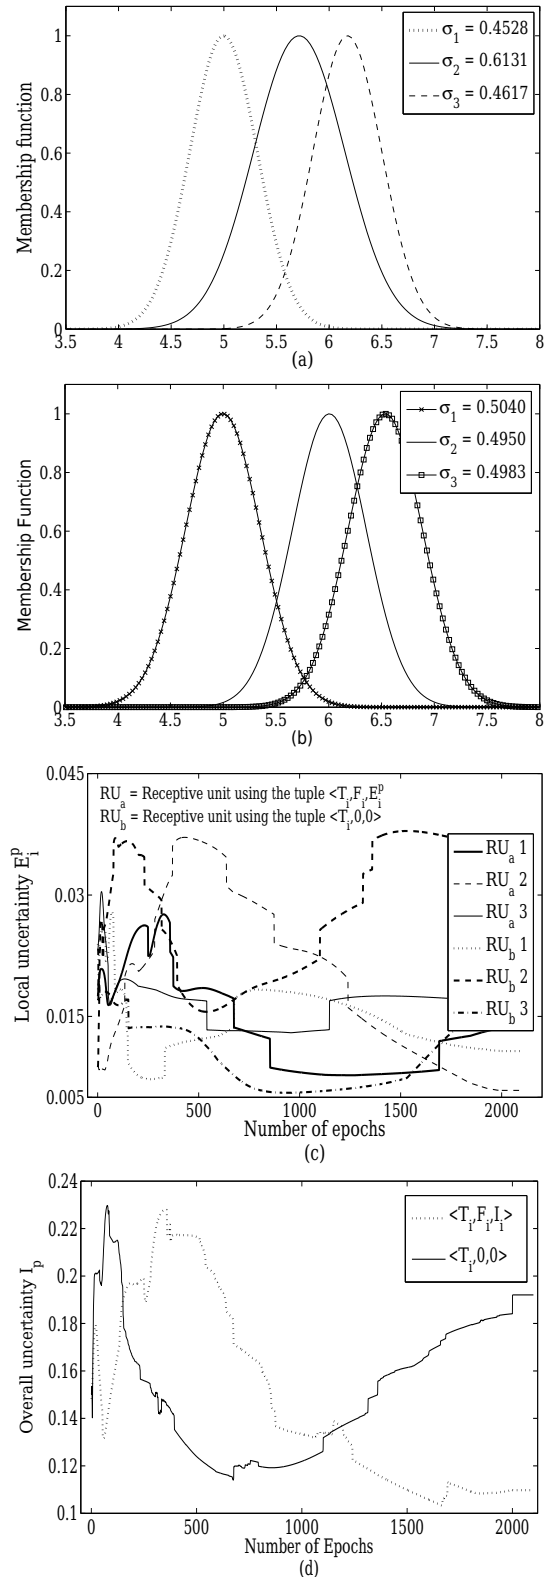 σ1 = 0.4528
σ2 = 0.6131
σ3 = 0.4617
Membership function
1
0.8
0.6
0.4
0.2
0
3.5 4 4.5 5 5.5 6 6.5 7 7.5 8
(a)
σ1 = 0.5040
σ2 = 0.4950
σ3 = 0.4983
Membership Function
1
0.8
0.6
0.4
0.2
0
3.5 4 4.5 5 5.5 6 6.5 7 7.5 8
(b)
RUa = Receptive unit using the tuple <Ti,Fi,Ei^p
RUb = Receptive unit using the tuple <Ti,0,0>
Local uncertainty Ei^p
0.045
0.03
0.015
0.005
RUa 1
RUa 2
RUa 3
RUb 1
RUb 2
RUb 3
0 500 1000 1500 2000
Number of epochs
(c)
Overall uncertainty Ip
0.24
0.22
0.2
0.18
0.16
0.14
0.12
0.1
<Ti,Fi,Ii>
<Ti,0,0>
0 500 1000 1500 2000
Number of Epochs
(d)